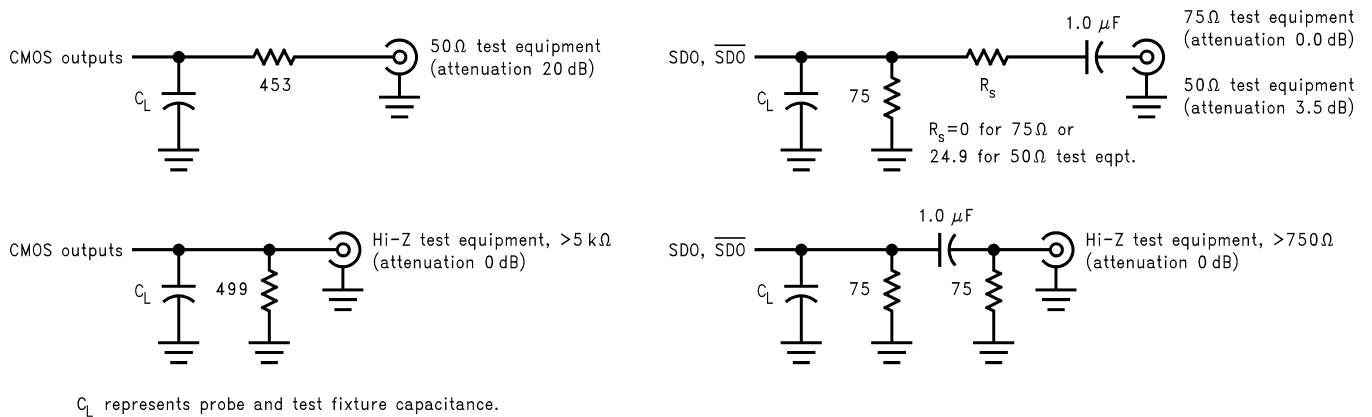 CMOS outputs
C_L
453
50Ω test equipment
(attenuation 20 dB)
SDO, S̅D̅O̅
C_L
75
R_s
1.0 μF
75Ω test equipment
(attenuation 0.0 dB)
50Ω test equipment
(attenuation 3.5 dB)
R_s=0 for 75Ω or
24.9 for 50Ω test eqpt.
CMOS outputs
C_L
499
Hi-Z test equipment, >5 kΩ
(attenuation 0 dB)
SDO, S̅D̅O̅
C_L
75
1.0 μF
75
Hi-Z test equipment, >750Ω
(attenuation 0 dB)
C_L represents probe and test fixture capacitance.